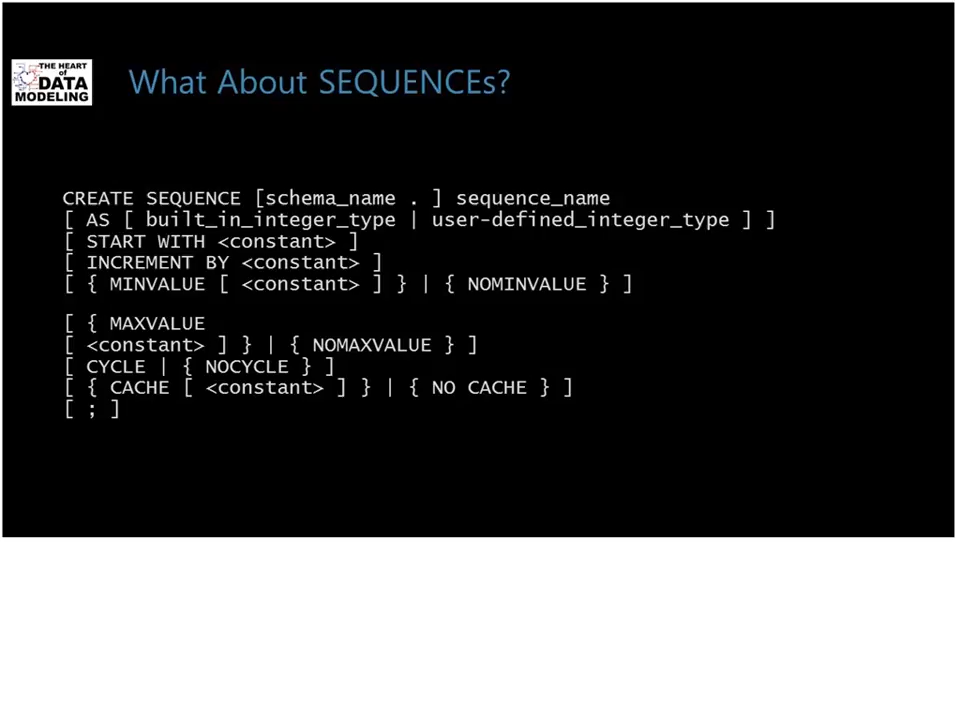 THE HEART
of
DATA
MODELING
What About SEQUENCEs?
CREATE SEQUENCE [schema_name . ] sequence_name
[ AS [ built_in_integer_type | user-defined_integer_type ] ]
[ START WITH <constant> ]
[ INCREMENT BY <constant> ]
[ { MINVALUE [ <constant> ] } | { NOMINVALUE } ]
[ { MAXVALUE
[ <constant> ] } | { NOMAXVALUE } ]
[ CYCLE | { NOCYCLE } ]
[ { CACHE [ <constant> ] } | { NO CACHE } ]
[ ; ]